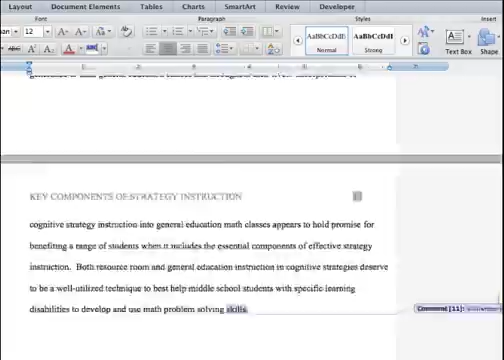 Layout Document Elements Tables Charts SmartArt Review Developer
Font Paragraph Styles
12
ABC
AaBbCcDdI AaBbCcDdI
Normal Strong
Text Box Shape
KEY COMPONENTS OF STRATEGY INSTRUCTION
cognitive strategy instruction into general education math classes appears to hold promise for
benefiting a range of students when it includes the essential components of effective strategy
instruction. Both resource room and general education instruction in cognitive strategies deserve
to be a well-utilized technique to best help middle school students with specific learning
disabilities to develop and use math problem solving skills.
Comment [11]: